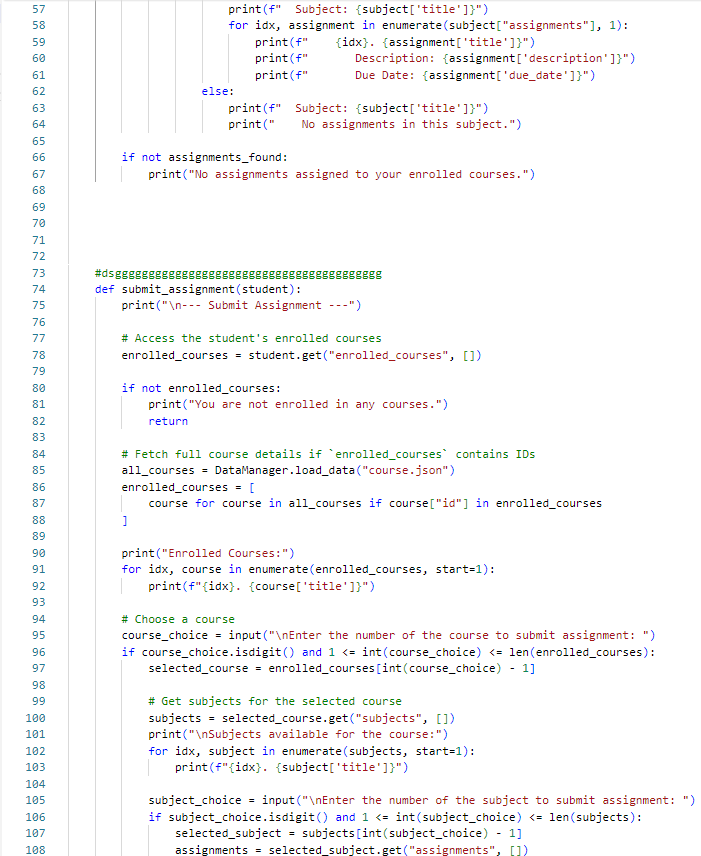 57 print(f"  Subject: {subject['title']}")
58 for idx, assignment in enumerate(subject["assignments"], 1):
59 print(f"    {idx}. {assignment['title']}")
60 print(f"       Description: {assignment['description']}")
61 print(f"       Due Date: {assignment['due_date']}")
62 else:
63 print(f"  Subject: {subject['title']}")
64 print("    No assignments in this subject.")
65
66 if not assignments_found:
67 print("No assignments assigned to your enrolled courses.")
68
69
70
71
72
73 #dsgggggggggggggggggggggggggggggggggggggggg
74 def submit_assignment(student):
75 print("\n--- Submit Assignment ---")
76
77 # Access the student's enrolled courses
78 enrolled_courses = student.get("enrolled_courses", [])
79
80 if not enrolled_courses:
81 print("You are not enrolled in any courses.")
82 return
83
84 # Fetch full course details if `enrolled_courses` contains IDs
85 all_courses = DataManager.load_data("course.json")
86 enrolled_courses = [
87 course for course in all_courses if course["id"] in enrolled_courses
88 ]
89
90 print("Enrolled Courses:")
91 for idx, course in enumerate(enrolled_courses, start=1):
92 print(f"{idx}. {course['title']}")
93
94 # Choose a course
95 course_choice = input("\nEnter the number of the course to submit assignment: ")
96 if course_choice.isdigit() and 1 <= int(course_choice) <= len(enrolled_courses):
97 selected_course = enrolled_courses[int(course_choice) - 1]
98
99 # Get subjects for the selected course
100 subjects = selected_course.get("subjects", [])
101 print("\nSubjects available for the course:")
102 for idx, subject in enumerate(subjects, start=1):
103 print(f"{idx}. {subject['title']}")
104
105 subject_choice = input("\nEnter the number of the subject to submit assignment: ")
106 if subject_choice.isdigit() and 1 <= int(subject_choice) <= len(subjects):
107 selected_subject = subjects[int(subject_choice) - 1]
108 assignments = selected_subject.get("assignments", [])